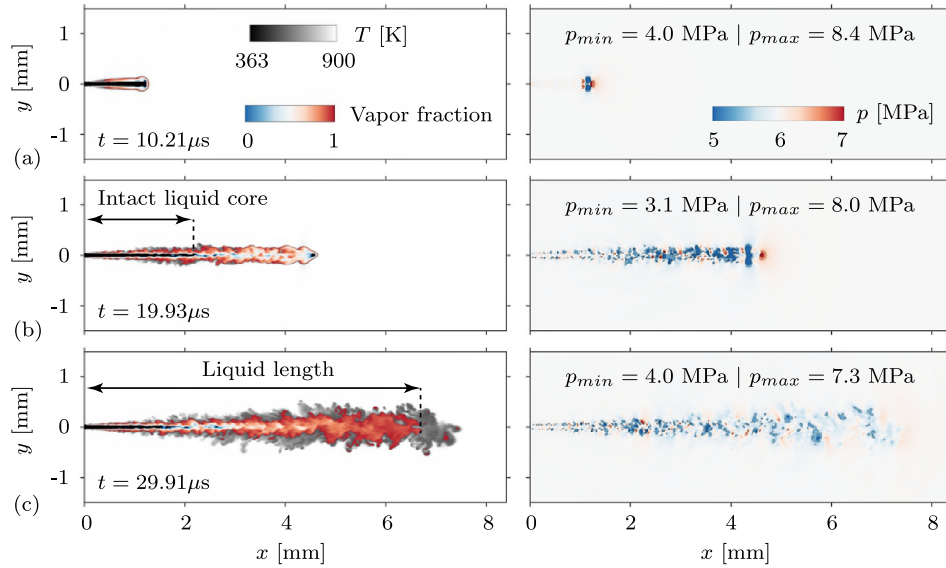 1
0
-1
y [mm]
(a)
T [K]
363 900
Vapor fraction
0 1
t = 10.21μs
p_min = 4.0 MPa | p_max = 8.4 MPa
p [MPa]
5 6 7
1
0
-1
y [mm]
(b)
Intact liquid core
t = 19.93μs
p_min = 3.1 MPa | p_max = 8.0 MPa
1
0
-1
y [mm]
(c)
Liquid length
t = 29.91μs
p_min = 4.0 MPa | p_max = 7.3 MPa
0 2 4 6 8
x [mm]
2 4 6 8
x [mm]